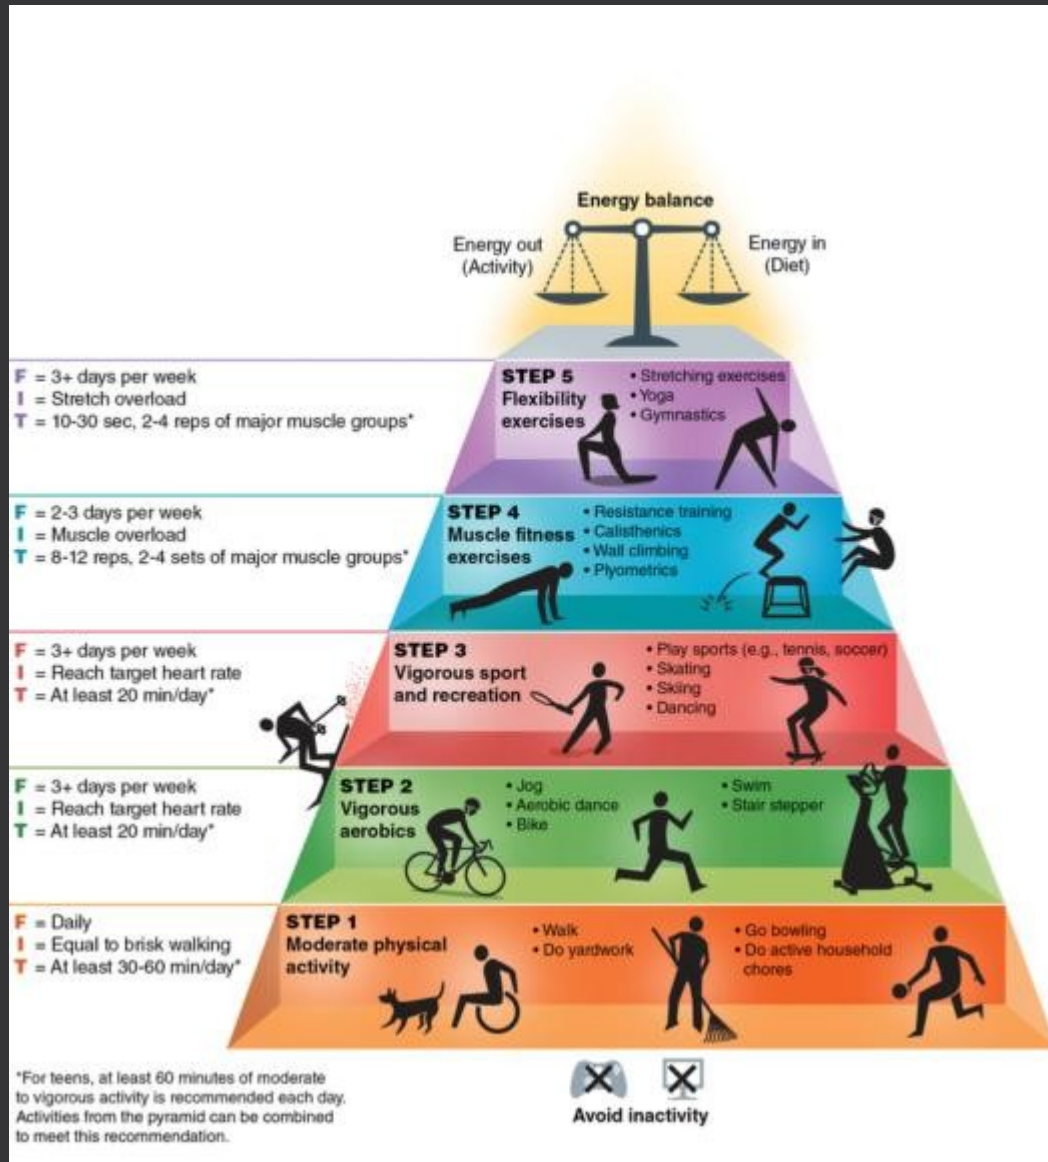 Energy balance
Energy out
(Activity)
Energy in
(Diet)
F = 3+ days per week
I = Stretch overload
T = 10-30 sec, 2-4 reps of major muscle groups*
STEP 5
Flexibility
exercises
• Stretching exercises
• Yoga
• Gymnastics
F = 2-3 days per week
I = Muscle overload
T = 8-12 reps, 2-4 sets of major muscle groups*
STEP 4
Muscle fitness
exercises
• Resistance training
• Calisthenics
• Wall climbing
• Plyometrics
F = 3+ days per week
I = Reach target heart rate
T = At least 20 min/day*
STEP 3
Vigorous sport
and recreation
• Play sports (e.g., tennis, soccer)
• Skating
• Skiing
• Dancing
F = 3+ days per week
I = Reach target heart rate
T = At least 20 min/day*
STEP 2
Vigorous
aerobics
• Jog
• Aerobic dance
• Bike
• Swim
• Stair stepper
F = Daily
I = Equal to brisk walking
T = At least 30-60 min/day*
STEP 1
Moderate physical
activity
• Walk
• Do yardwork
• Go bowling
• Do active household
chores
*For teens, at least 60 minutes of moderate
to vigorous activity is recommended each day.
Activities from the pyramid can be combined
to meet this recommendation.
Avoid inactivity